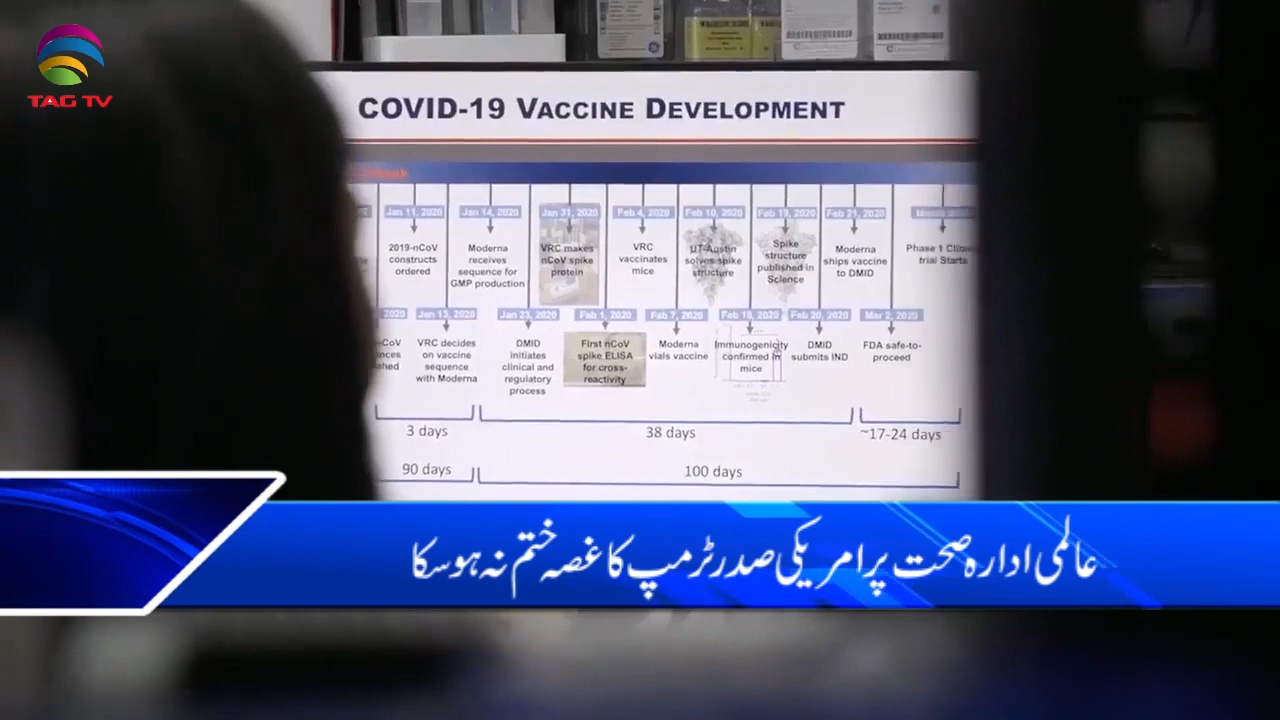 TAG TV
COVID-19 VACCINE DEVELOPMENT
Jan 11, 2020
Jan 14, 2020
Jan 31, 2020
Feb 4, 2020
Feb 10, 2020
Feb 19, 2020
Feb 21, 2020
2019-nCoV
constructs
ordered
Moderna
receives
sequence for
GMP production
VRC makes
nCoV spike
protein
VRC
vaccinates
mice
UT-Austin
solves spike
structure
Spike
structure
published in
Science
Moderna
ships vaccine
to DMID
Phase 1
trial Starts
2020
Jan 13, 2020
Jan 23, 2020
Feb 1, 2020
Feb 7, 2020
Feb 18, 2020
Feb 20, 2020
Mar 2, 2020
VRC decides
on vaccine
sequence
with Moderna
DMID
initiates
clinical and
regulatory
process
First nCoV
spike ELISA
for cross-
reactivity
Moderna
vials vaccine
Immunogenicity
confirmed in
mice
DMID
submits IND
FDA safe-to-
proceed
3 days
38 days
~17-24 days
90 days
100 days
عالمی ادارہ صحت پر امریکی صدر ٹرمپ کا غصہ ختم نہ ہو سکا